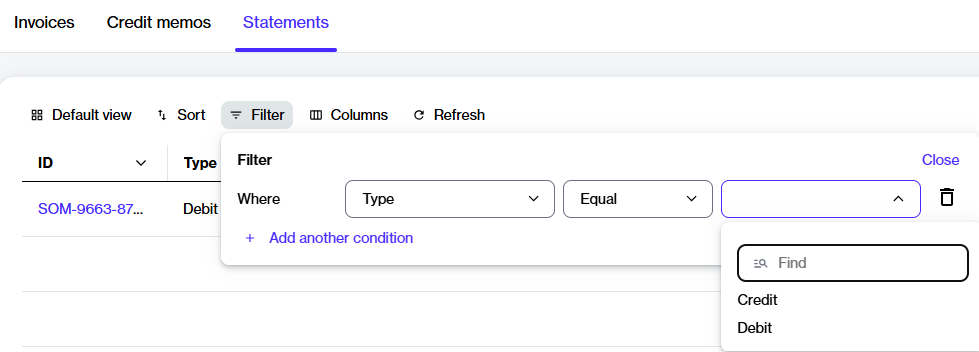 Invoices Credit memos Statements
Default view Sort Filter Columns Refresh
Filter Close
ID Type
Where Type Equal
SOM-9663-87... Debit
+ Add another condition
Find
Credit
Debit